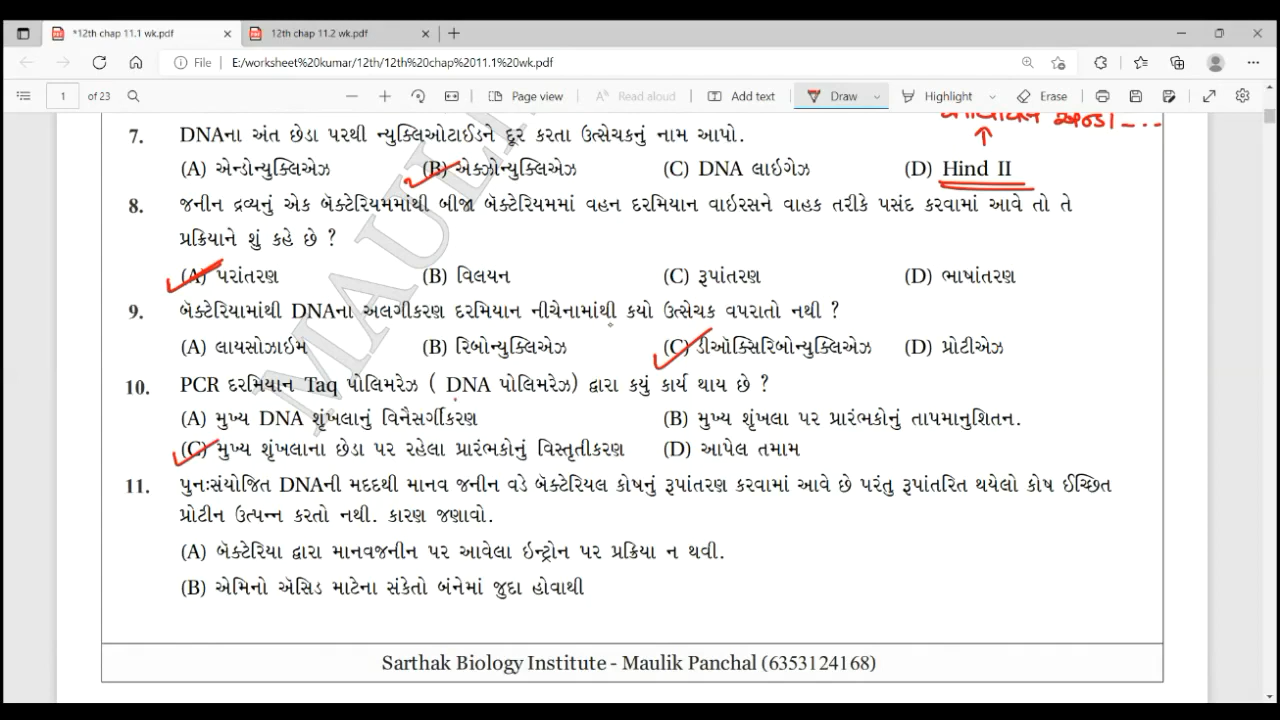 *12th chap 11.1 wk.pdf
12th chap 11.2 wk.pdf
File E:/worksheet%20kumar/12th/12th%20chap%2011.1%20wk.pdf
1 of 23 Page view Read aloud Add text Draw Highlight Erase
7. DNAના અંત છેડા પરથી ન્યુક્લિઓટાઈડને દૂર કરતા ઉત્સેચકનું નામ આપો.
(A) એન્ડોન્યુક્લિએઝ (B) એક્ઝોન્યુક્લિએઝ (C) DNA લાઇગેઝ (D) Hind II
8. જનીન દ્રવ્યનું એક બૅક્ટેરિયમમાંથી બીજા બૅક્ટેરિયમમાં વહન દરમિયાન વાઇરસને વાહક તરીકે પસંદ કરવામાં આવે તો તે
પ્રક્રિયાને શું કહે છે ?
(A) પરાંતરણ (B) વિલયન (C) રૂપાંતરણ (D) ભાષાંતરણ
9. બૅક્ટેરિયામાંથી DNAના અલગીકરણ દરમિયાન નીચેનામાંથી કયો ઉત્સેચક વપરાતો નથી ?
(A) લાયસોઝાઇમ (B) રિબોન્યુક્લિએઝ (C) ડીઑક્સિરિબોન્યુક્લિએઝ (D) પ્રોટીએઝ
10. PCR દરમિયાન Taq પોલિમરેઝ ( DNA પોલિમરેઝ) દ્વારા કયું કાર્ય થાય છે ?
(A) મુખ્ય DNA શૃંખલાનું વિનૈસર્ગીકરણ (B) મુખ્ય શૃંખલા પર પ્રારંભકોનું તાપમાનુશિતન.
(C) મુખ્ય શૃંખલાના છેડા પર રહેલા પ્રારંભકોનું વિસ્તૃતીકરણ (D) આપેલ તમામ
11. પુનઃસંયોજિત DNAની મદદથી માનવ જનીન વડે બૅક્ટેરિયલ કોષનું રૂપાંતરણ કરવામાં આવે છે પરંતુ રૂપાંતરિત થયેલો કોષ ઈચ્છિત
પ્રોટીન ઉત્પન્ન કરતો નથી. કારણ જણાવો.
(A) બૅક્ટેરિયા દ્વારા માનવજનીન પર આવેલા ઇન્ટ્રોન પર પ્રક્રિયા ન થવી.
(B) એમિનો ઍસિડ માટેના સંકેતો બંનેમાં જુદા હોવાથી
Sarthak Biology Institute - Maulik Panchal (6353124168)